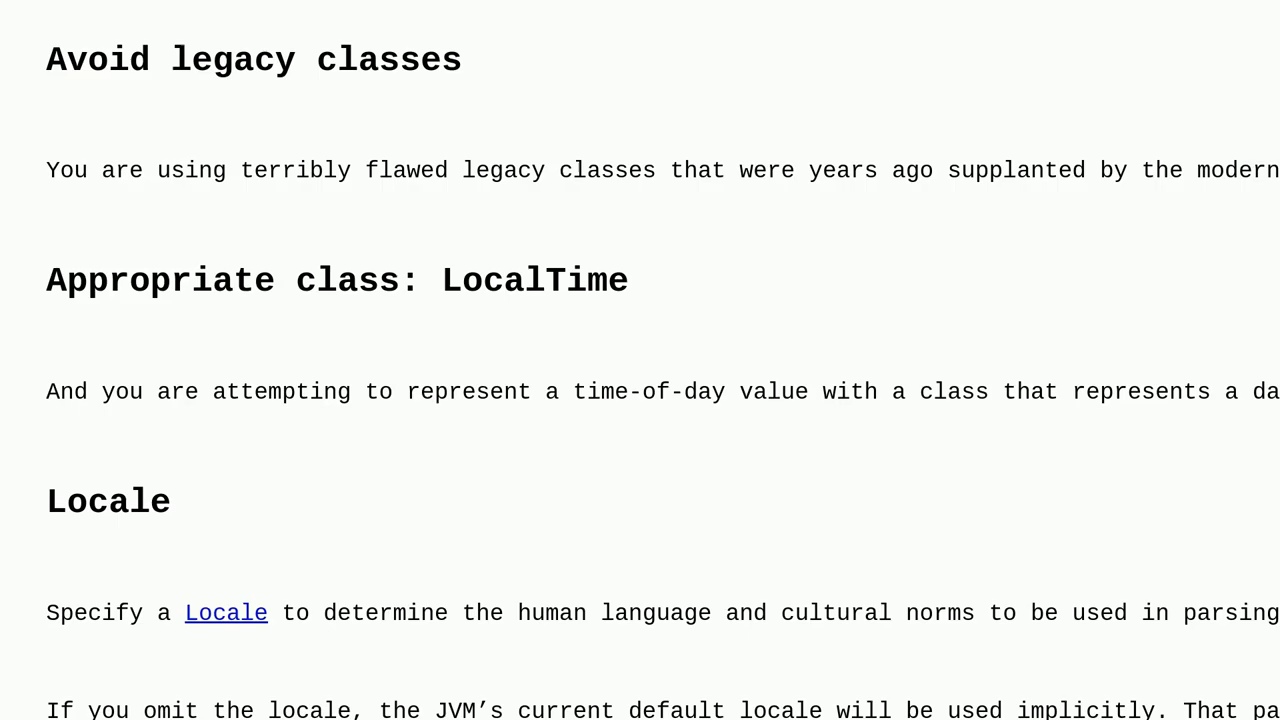 Avoid legacy classes
You are using terribly flawed legacy classes that were years ago supplanted by the modern
Appropriate class: LocalTime
And you are attempting to represent a time-of-day value with a class that represents a da
Locale
Specify a Locale to determine the human language and cultural norms to be used in parsing
If you omit the locale, the JVM’s current default locale will be used implicitly. That pa